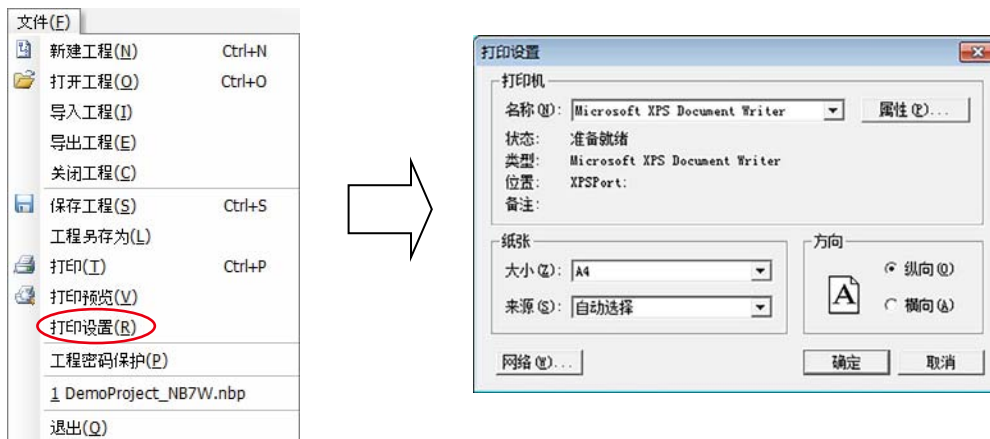 文件(F)
新建工程(N) Ctrl+N
打开工程(O) Ctrl+O
导入工程(I)
导出工程(E)
关闭工程(C)
保存工程(S) Ctrl+S
工程另存为(L)
打印(T) Ctrl+P
打印预览(V)
打印设置(R)
工程密码保护(P)
1 DemoProject_NB7W.nbp
退出(Q)
打印设置
打印机
名称(N): Microsoft XPS Document Writer 属性(P)...
状态: 准备就绪
类型: Microsoft XPS Document Writer
位置: XPSPort:
备注:
纸张
大小(Z): A4
来源(S): 自动选择
方向
A
纵向(O)
横向(A)
网络(W)... 确定 取消